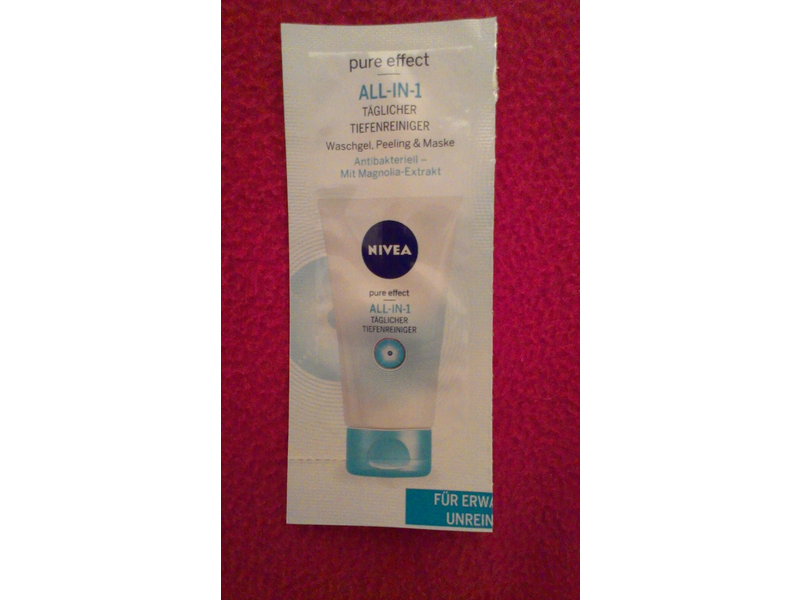 pure effect
ALL-IN-1
TÄGLICHER
TIEFENREINIGER
Waschgel, Peeling & Maske
Antibakteriell –
Mit Magnolia-Extrakt
NIVEA
pure effect
ALL-IN-1
TÄGLICHER
TIEFENREINIGER
FÜR ERWA
UNREIN